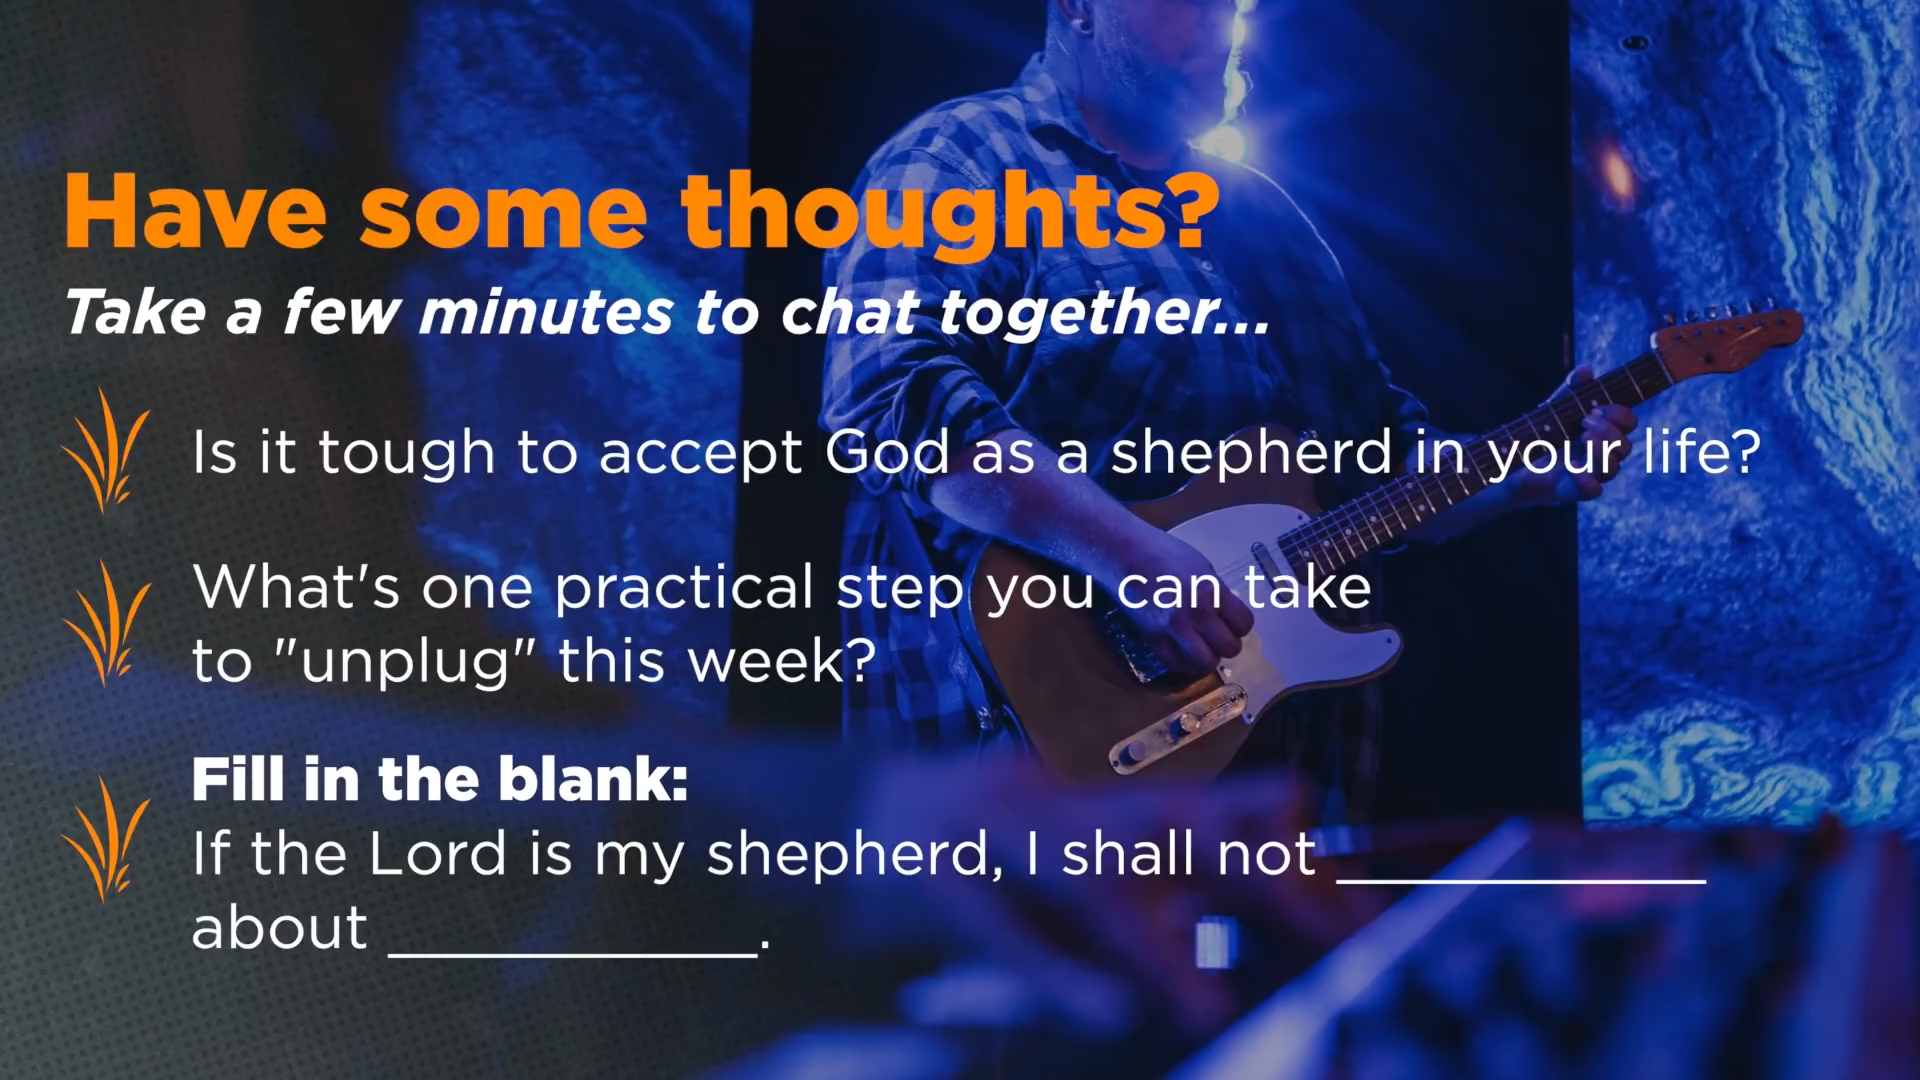 Have some thoughts?
Take a few minutes to chat together...
Is it tough to accept God as a shepherd in your life?
What's one practical step you can take
to "unplug" this week?
Fill in the blank:
If the Lord is my shepherd, I shall not ___________
about ___________.